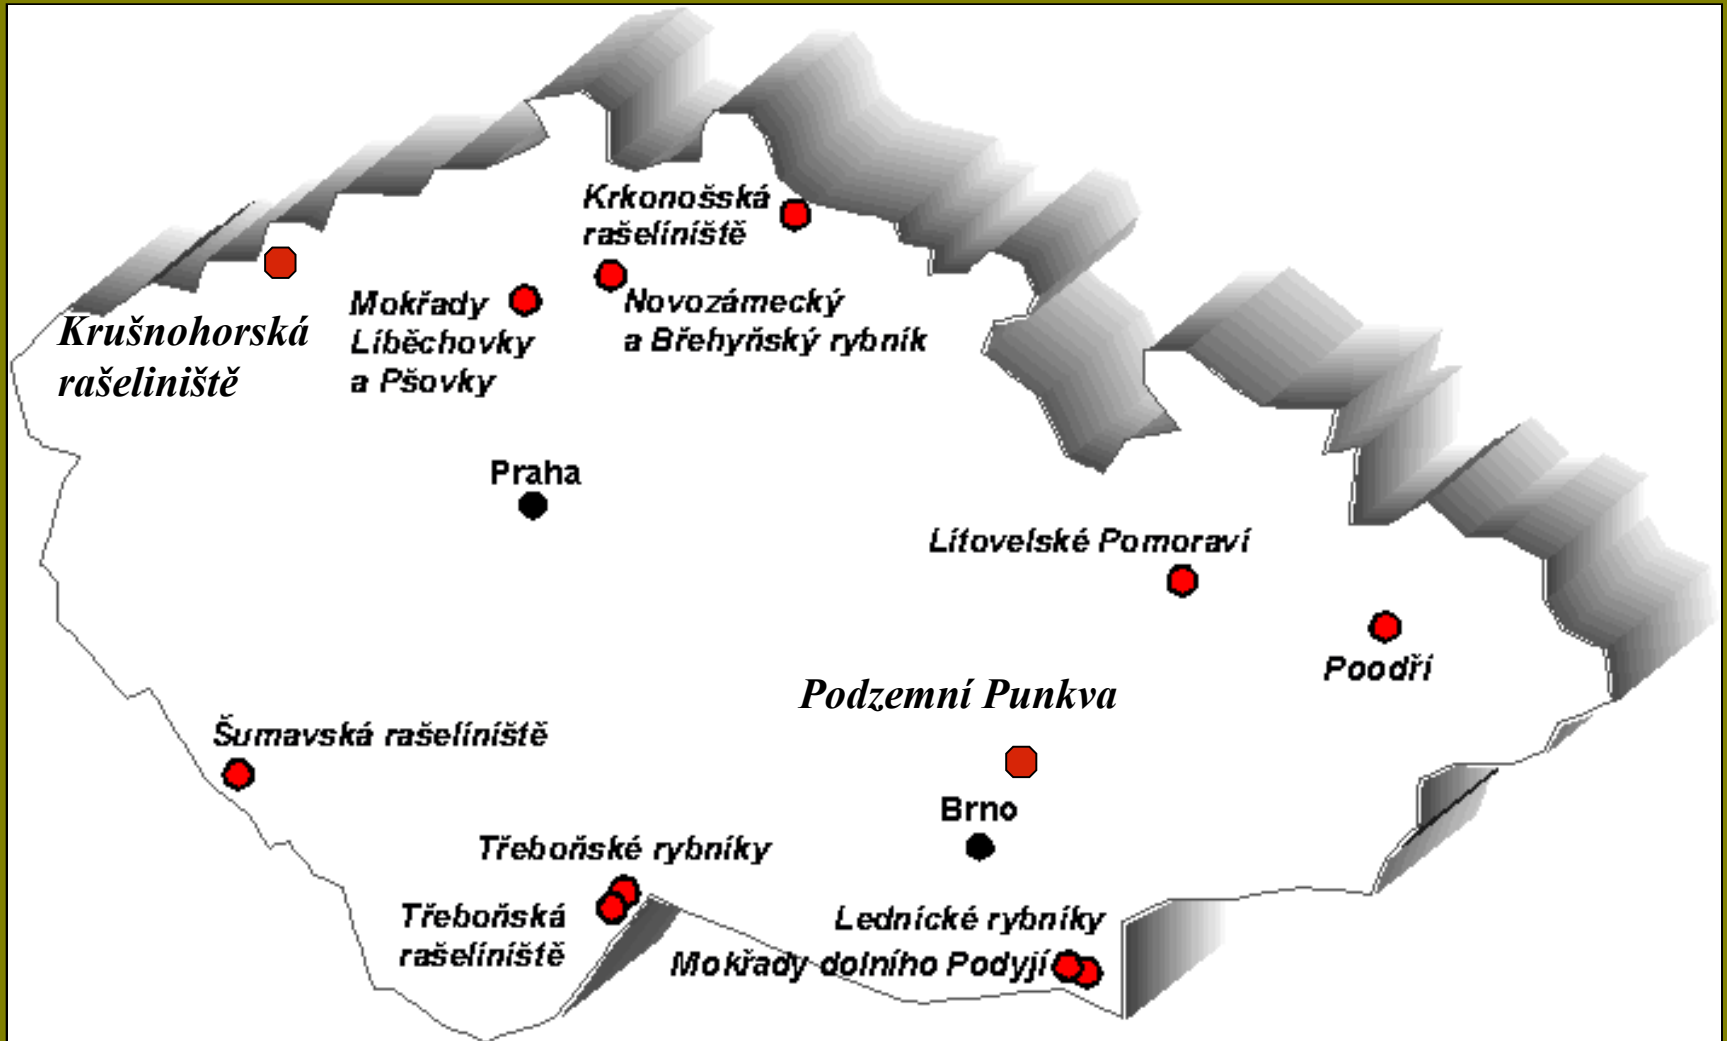 Krkonošská
rašeliniště
Mokřady
Liběchovky
a Pšovky
Novozámecký
a Břehyňský rybník
Krušnohorská
rašeliniště
Praha
Litovelské Pomoraví
Poodří
Podzemní Punkva
Šumavská rašeliniště
Brno
Třeboňské rybníky
Třeboňská
rašeliniště
Lednické rybníky
Mokřady dolního Podyjí